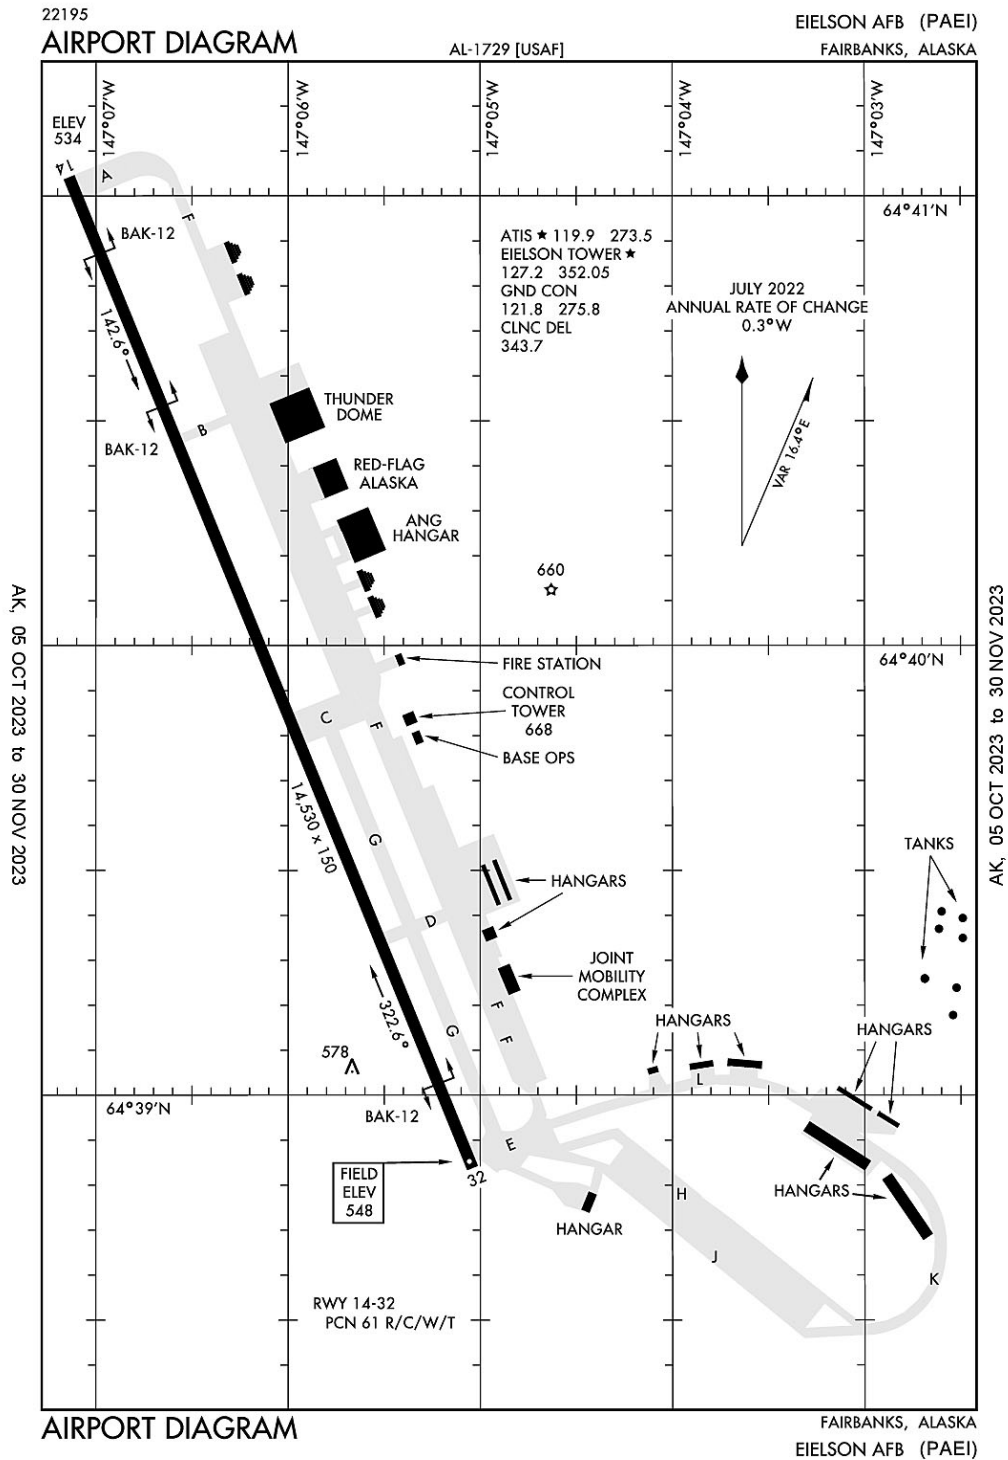 22195
AIRPORT DIAGRAM
AL-1729 [USAF]
EIELSON AFB (PAEI)
FAIRBANKS, ALASKA
147°07'W
147°06'W
147°05'W
147°04'W
147°03'W
ELEV
534
14
A
F
BAK-12
64°41'N
ATIS ★ 119.9 273.5
EIELSON TOWER ★
127.2 352.05
GND CON
121.8 275.8
CLNC DEL
343.7
JULY 2022
ANNUAL RATE OF CHANGE
0.3°W
VAR 16.4°E
142.6°
BAK-12
B
THUNDER
DOME
RED-FLAG
ALASKA
ANG
HANGAR
660
AK, 05 OCT 2023 to 30 NOV 2023
AK, 05 OCT 2023 to 30 NOV 2023
64°40'N
FIRE STATION
CONTROL
TOWER
668
BASE OPS
C
F
14,530 x 150
G
D
HANGARS
TANKS
JOINT
MOBILITY
COMPLEX
F
F
G
322.6°
578
HANGARS
L
HANGARS
64°39'N
BAK-12
E
FIELD
ELEV
548
32
HANGAR
H
J
HANGARS
K
RWY 14-32
PCN 61 R/C/W/T
AIRPORT DIAGRAM
FAIRBANKS, ALASKA
EIELSON AFB (PAEI)